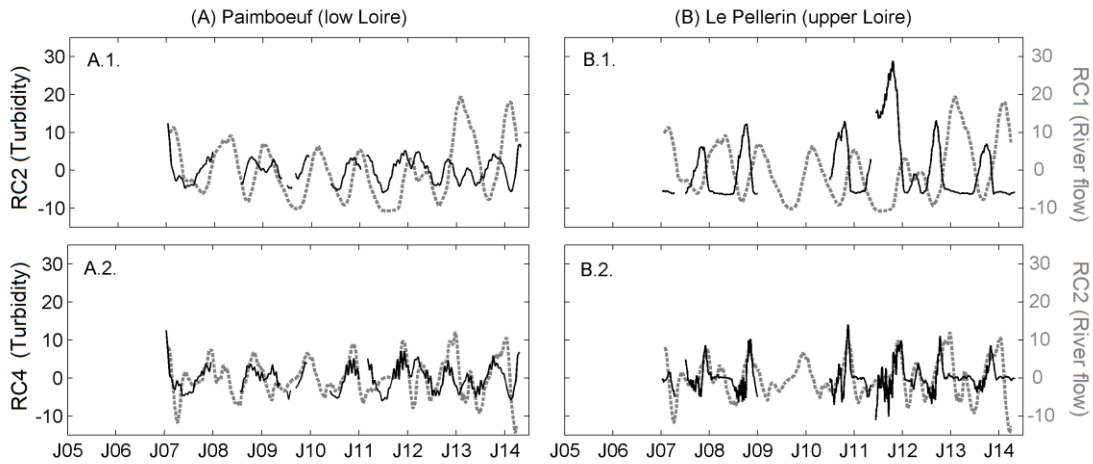 (A) Paimboeuf (low Loire)
(B) Le Pellerin (upper Loire)
A.1.
B.1.
30
20
10
0
-10
RC2 (Turbidity)
30
20
10
0
-10
RC1 (River flow)
A.2.
B.2.
30
20
10
0
-10
RC4 (Turbidity)
30
20
10
0
-10
RC2 (River flow)
J05 J06 J07 J08 J09 J10 J11 J12 J13 J14
J05 J06 J07 J08 J09 J10 J11 J12 J13 J14